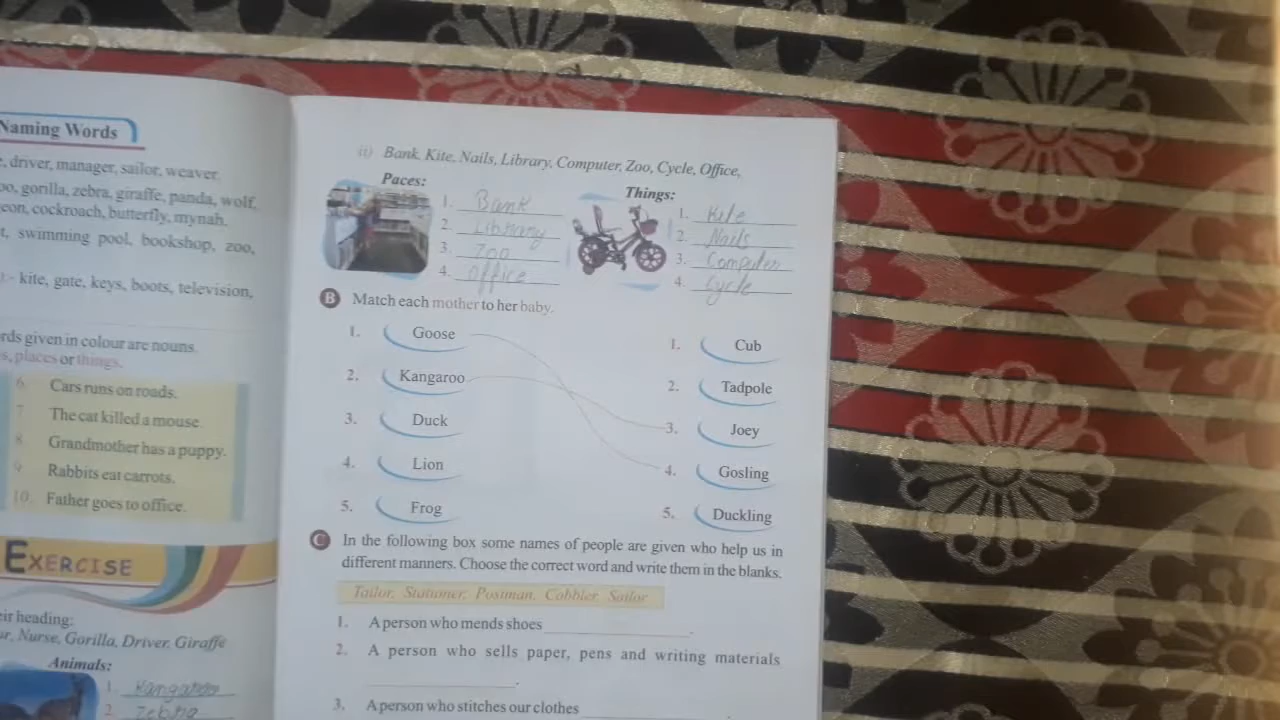 Naming Words
, driver, manager, sailor, weaver.
oo, gorilla, zebra, giraffe, panda, wolf,
eon, cockroach, butterfly, mynah.
t, swimming pool, bookshop, zoo,
:- kite, gate, keys, boots, television,
rds given in colour are nouns.
s, places or things.
6. Cars runs on roads.
7. The cat killed a mouse.
8. Grandmother has a puppy.
9. Rabbits eat carrots.
10. Father goes to office.
EXERCISE
eir heading:
ur, Nurse, Gorilla, Driver, Giraffe
Animals:
1. Kangaroo
2. Zebra
(ii) Bank, Kite, Nails, Library, Computer, Zoo, Cycle, Office,
Paces:
1. Bank
2. Library
3. Zoo
4. office
Things:
1. Kite
2. Nails
3. Computer
4. Cycle
B Match each mother to her baby.
1. Goose 1. Cub
2. Kangaroo 2. Tadpole
3. Duck 3. Joey
4. Lion 4. Gosling
5. Frog 5. Duckling
C In the following box some names of people are given who help us in
different manners. Choose the correct word and write them in the blanks.
Tailor, Stationer, Postman, Cobbler, Sailor
1. A person who mends shoes ____________.
2. A person who sells paper, pens and writing materials
____________.
3. A person who stitches our clothes ____________.